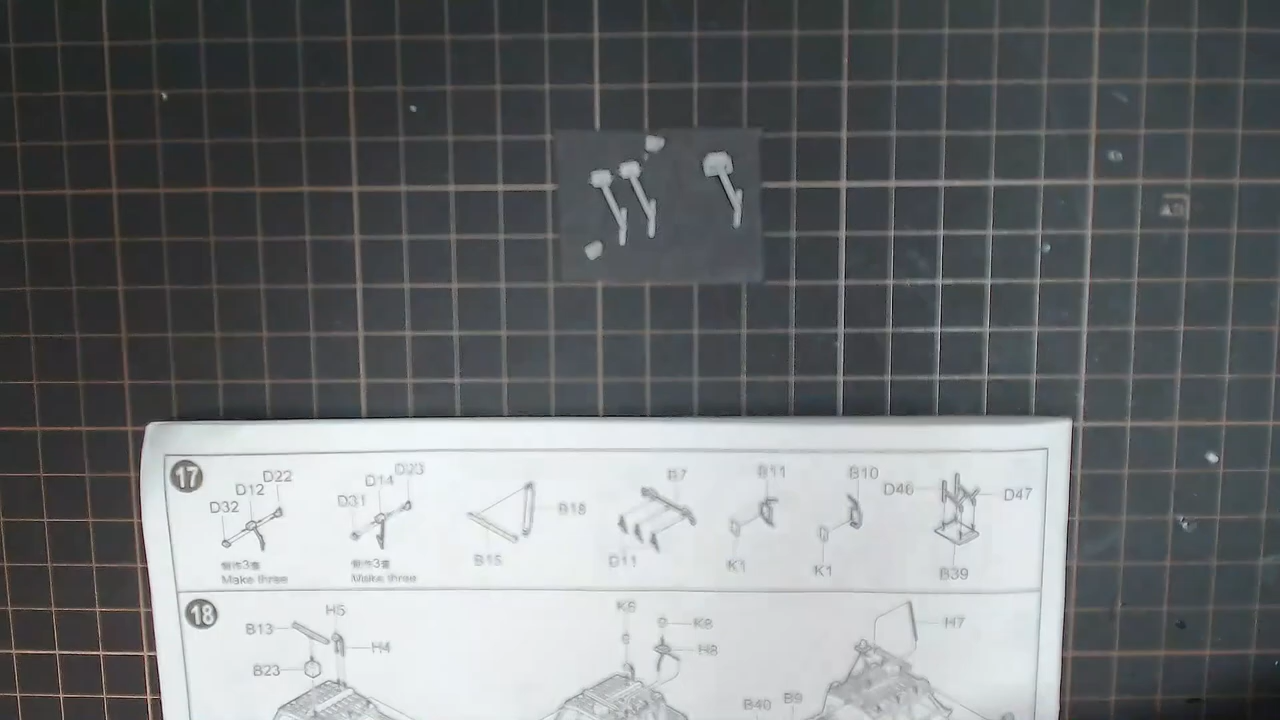 17
D32
D12
D22
Make three
D31
D14
D23
Make three
B15
B18
D11
B7
K1
B11
K1
B10
D46
D47
B39
18
B13
H5
H4
B23
K6
K8
H8
H7
B40
B9